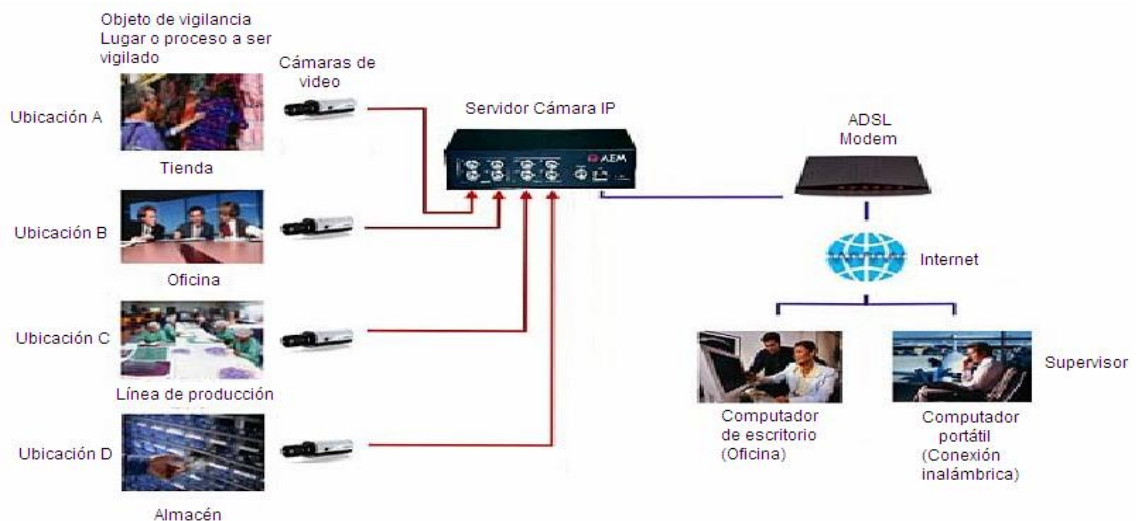 Objeto de vigilancia
Lugar o proceso a ser
vigilado
Cámaras de
video
Ubicación A
Tienda
Servidor Cámara IP
AEM
ADSL
Modem
Ubicación B
Oficina
Internet
Ubicación C
Línea de producción
Supervisor
Computador
de escritorio
(Oficina)
Computador
portátil
(Conexión
inalámbrica)
Ubicación D
Almacén